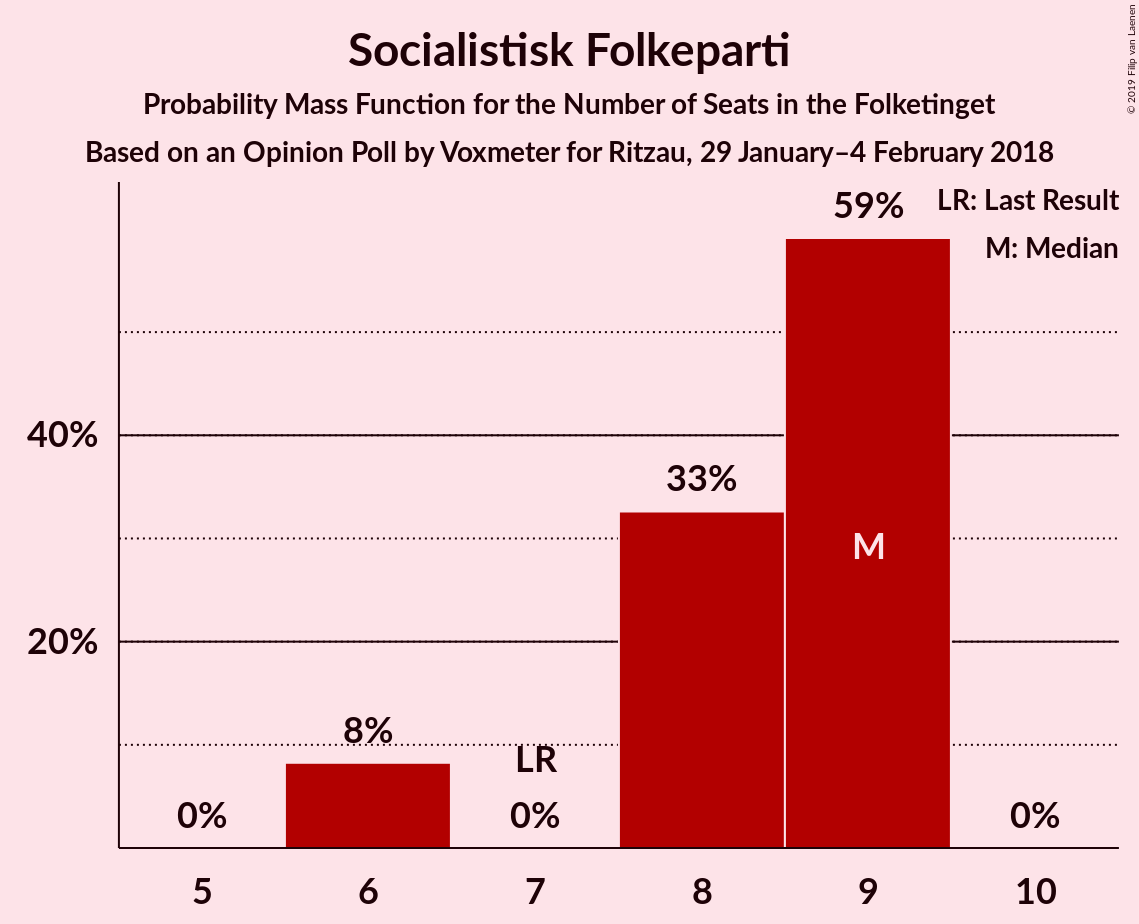 Socialistisk Folkeparti
Probability Mass Function for the Number of Seats in the Folketinget
Based on an Opinion Poll by Voxmeter for Ritzau, 29 January–4 February 2018
© 2019 Filip van Laenen
LR: Last Result
M: Median
59%
40%
33%
M
20%
8%
LR
0%
0%
0%
5
6
7
8
9
10